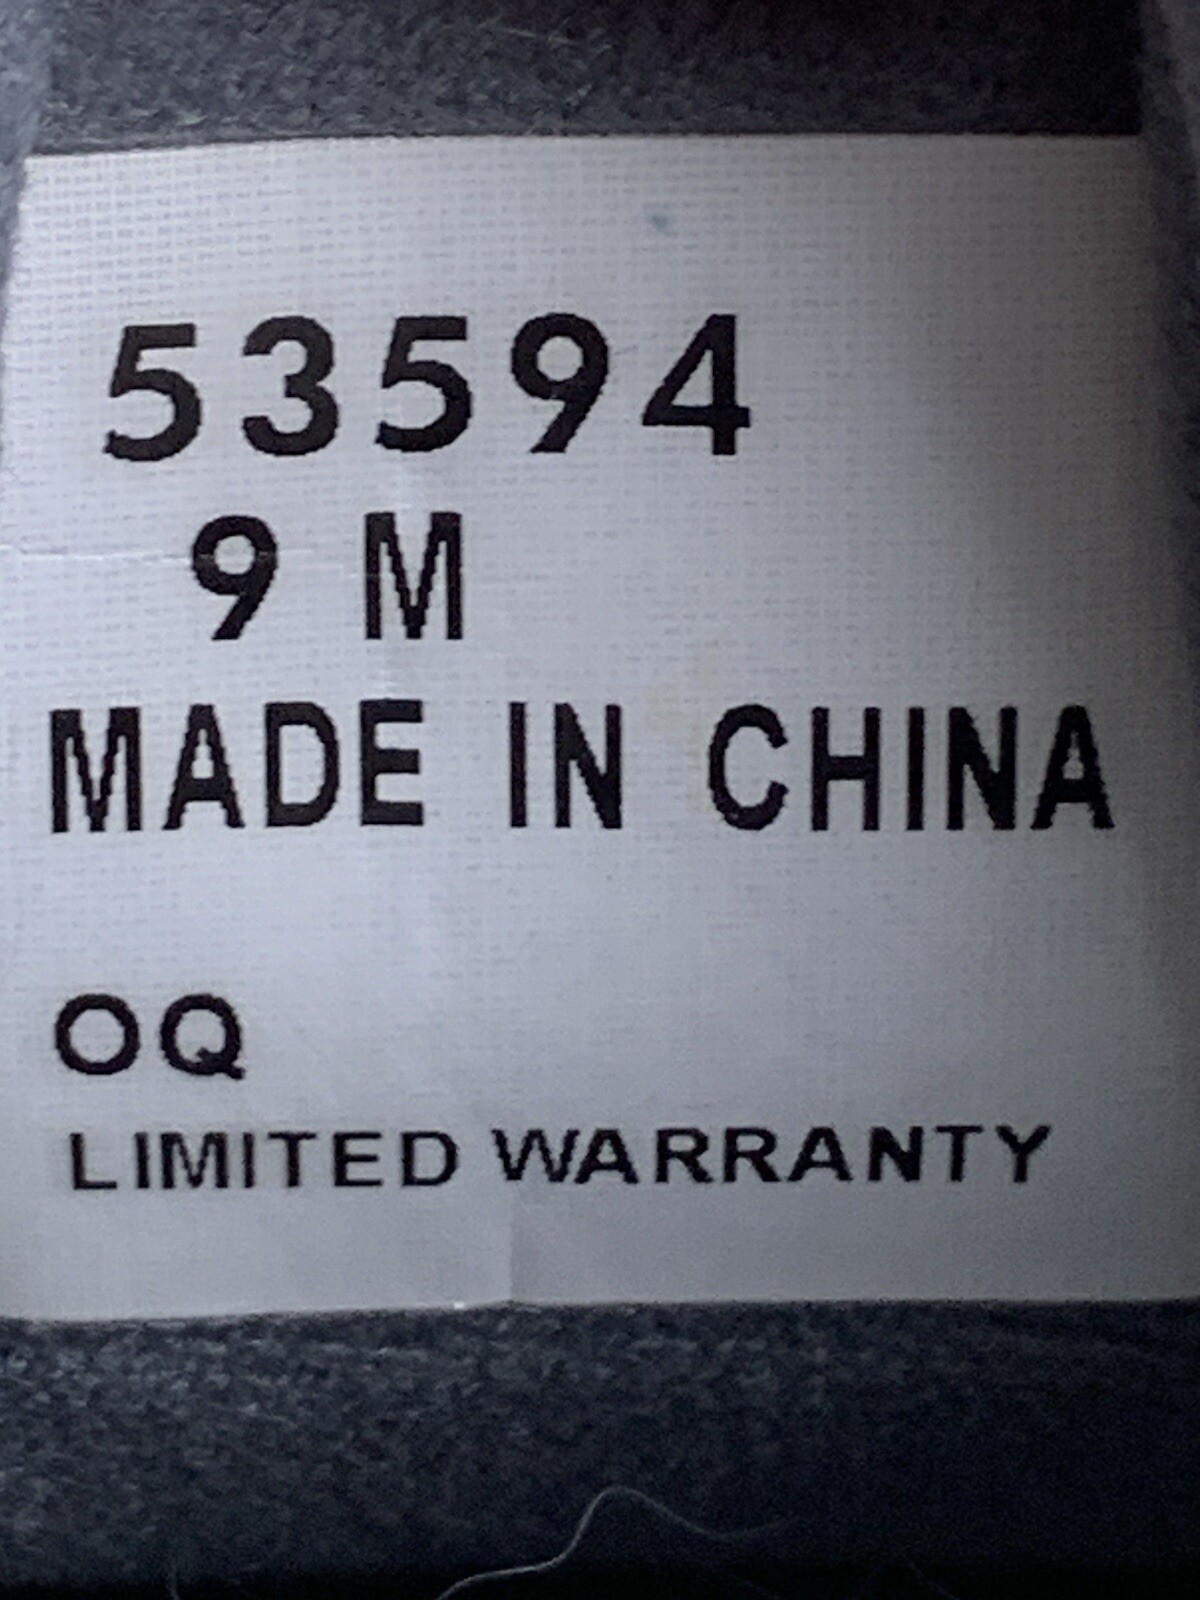 53594
9 M
MADE IN CHINA
OQ
LIMITED WARRANTY